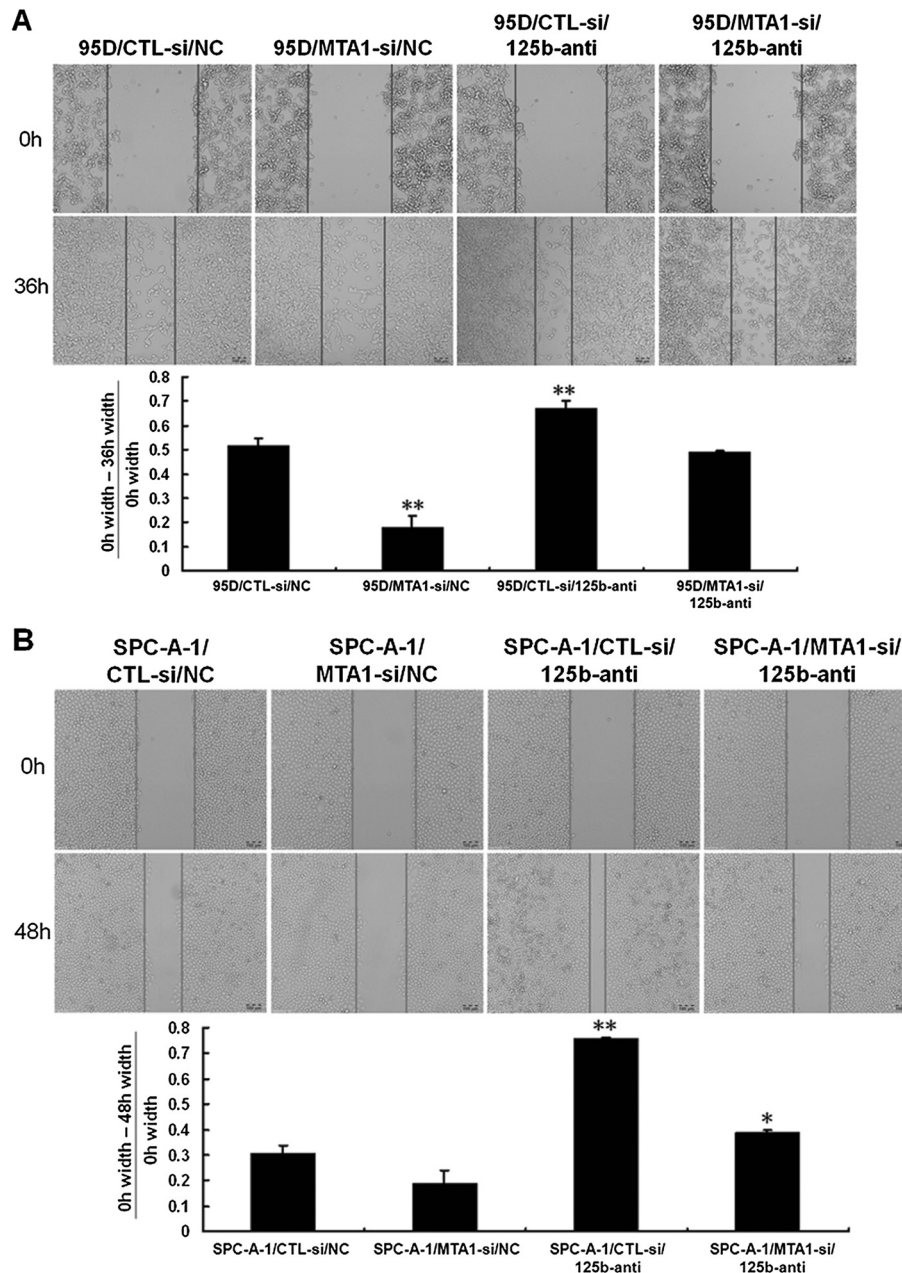 A
95D/CTL-si/NC
95D/MTA1-si/NC
95D/CTL-si/
125b-anti
95D/MTA1-si/
125b-anti
0h
36h
0h width – 36h width
0h width
0.8
0.7
0.6
0.5
0.4
0.3
0.2
0.1
0
**
**
95D/CTL-si/NC
95D/MTA1-si/NC
95D/CTL-si/125b-anti
95D/MTA1-si/
125b-anti
B
SPC-A-1/
CTL-si/NC
SPC-A-1/
MTA1-si/NC
SPC-A-1/CTL-si/
125b-anti
SPC-A-1/MTA1-si/
125b-anti
0h
48h
0h width – 48h width
0h width
0.8
0.7
0.6
0.5
0.4
0.3
0.2
0.1
0
**
*
SPC-A-1/CTL-si/NC
SPC-A-1/MTA1-si/NC
SPC-A-1/CTL-si/
125b-anti
SPC-A-1/MTA1-si/
125b-anti